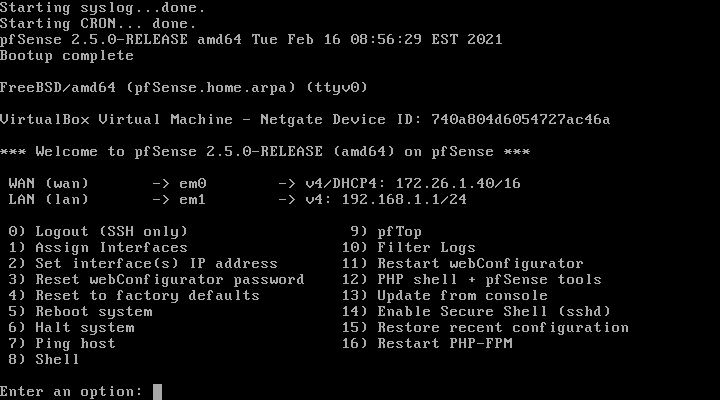 Starting syslog...done.
Starting CRON... done.
pfSense 2.5.0-RELEASE amd64 Tue Feb 16 08:56:29 EST 2021
Bootup complete

FreeBSD/amd64 (pfSense.home.arpa) (ttyv0)

VirtualBox Virtual Machine - Netgate Device ID: 740a804d6054727ac46a

*** Welcome to pfSense 2.5.0-RELEASE (amd64) on pfSense ***

 WAN (wan)       -> em0        -> v4/DHCP4: 172.26.1.40/16
 LAN (lan)       -> em1        -> v4: 192.168.1.1/24

 0) Logout (SSH only)                  9) pfTop
 1) Assign Interfaces                 10) Filter Logs
 2) Set interface(s) IP address       11) Restart webConfigurator
 3) Reset webConfigurator password    12) PHP shell + pfSense tools
 4) Reset to factory defaults         13) Update from console
 5) Reboot system                     14) Enable Secure Shell (sshd)
 6) Halt system                       15) Restore recent configuration
 7) Ping host                         16) Restart PHP-FPM
 8) Shell

Enter an option: